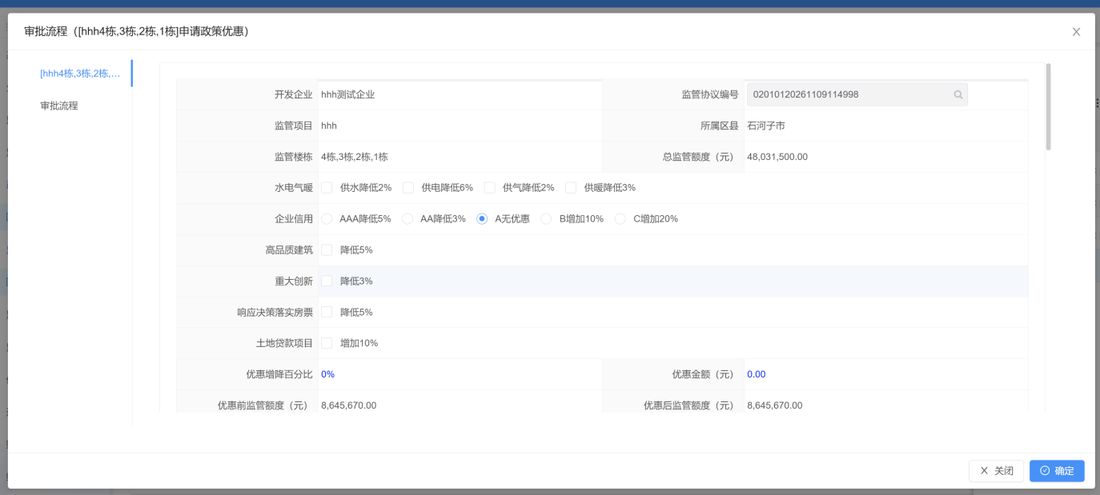 审批流程（[hhh4栋,3栋,2栋,1栋]申请政策优惠）
[hhh4栋,3栋,2栋,...
审批流程
开发企业 hhh测试企业 监管协议编号 02010120261109114998
监管项目 hhh 所属区县 石河子市
监管楼栋 4栋,3栋,2栋,1栋 总监管额度（元） 48,031,500.00
水电气暖 供水降低2% 供电降低6% 供气降低2% 供暖降低3%
企业信用 AAA降低5% AA降低3% A无优惠 B增加10% C增加20%
高品质建筑 降低5%
重大创新 降低3%
响应决策落实房票 降低5%
土地贷款项目 增加10%
优惠增降百分比 0% 优惠金额（元） 0.00
优惠前监管额度（元） 8,645,670.00 优惠后监管额度（元） 8,645,670.00
关闭 确定